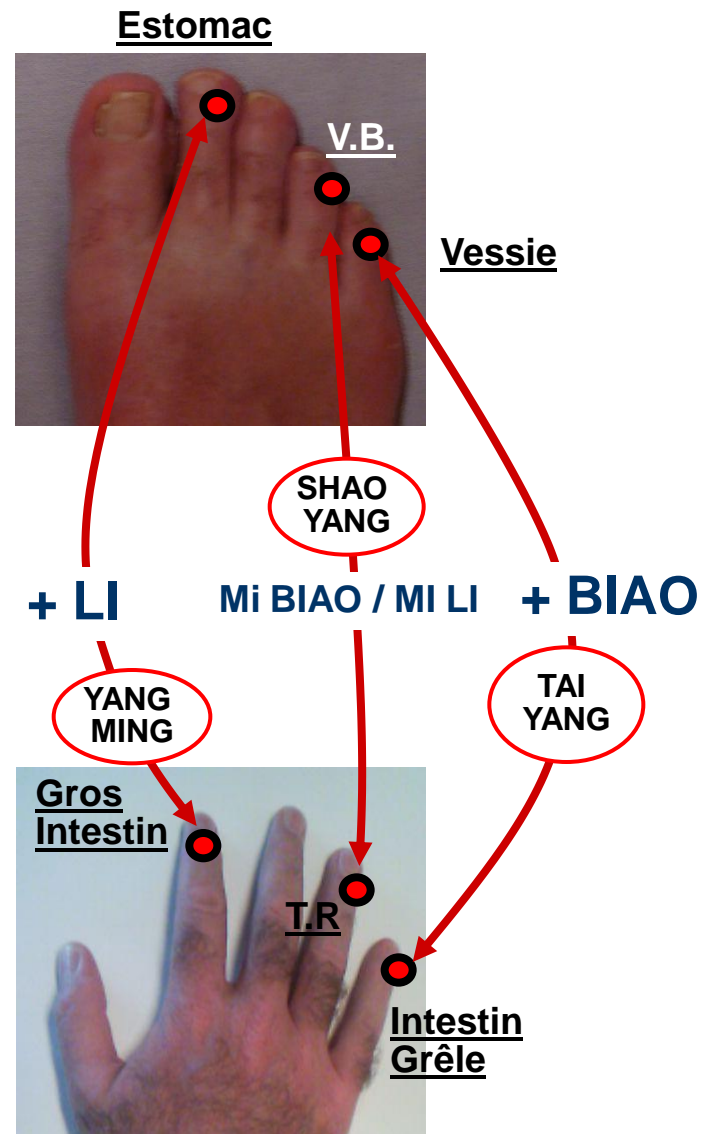 Estomac
V.B.
Vessie
SHAO
YANG
+ LI
Mi BIAO / MI LI
+ BIAO
YANG
MING
TAI
YANG
Gros
Intestin
T.R
Intestin
Grêle